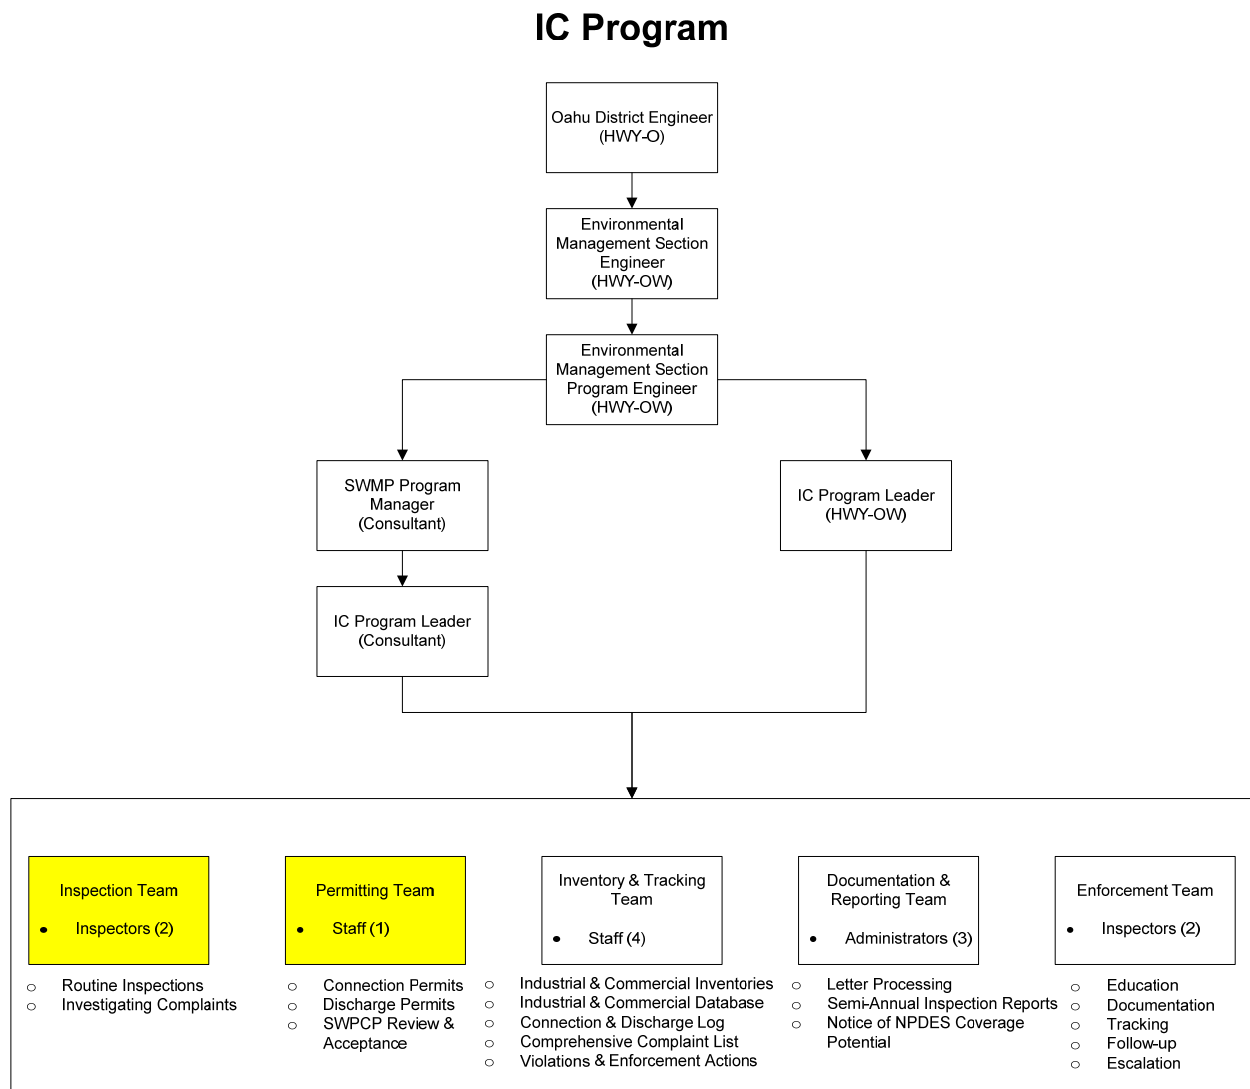 IC Program
Oahu District Engineer
(HWY-O)
Environmental
Management Section
Engineer
(HWY-OW)
Environmental
Management Section
Program Engineer
(HWY-OW)
SWMP Program
Manager
(Consultant)
IC Program Leader
(HWY-OW)
IC Program Leader
(Consultant)
Inspection Team
• Inspectors (2)
○ Routine Inspections
○ Investigating Complaints
Permitting Team
• Staff (1)
○ Connection Permits
○ Discharge Permits
○ SWPCP Review &
Acceptance
Inventory & Tracking
Team
• Staff (4)
○ Industrial & Commercial Inventories
○ Industrial & Commercial Database
○ Connection & Discharge Log
○ Comprehensive Complaint List
○ Violations & Enforcement Actions
Documentation &
Reporting Team
• Administrators (3)
○ Letter Processing
○ Semi-Annual Inspection Reports
○ Notice of NPDES Coverage
Potential
Enforcement Team
• Inspectors (2)
○ Education
○ Documentation
○ Tracking
○ Follow-up
○ Escalation